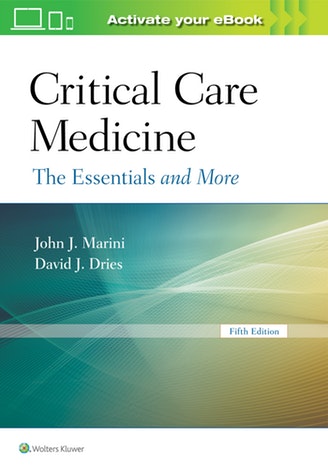 Activate your eBook
Critical Care
Medicine
The Essentials and More
John J. Marini
David J. Dries
Fifth Edition
Wolters Kluwer